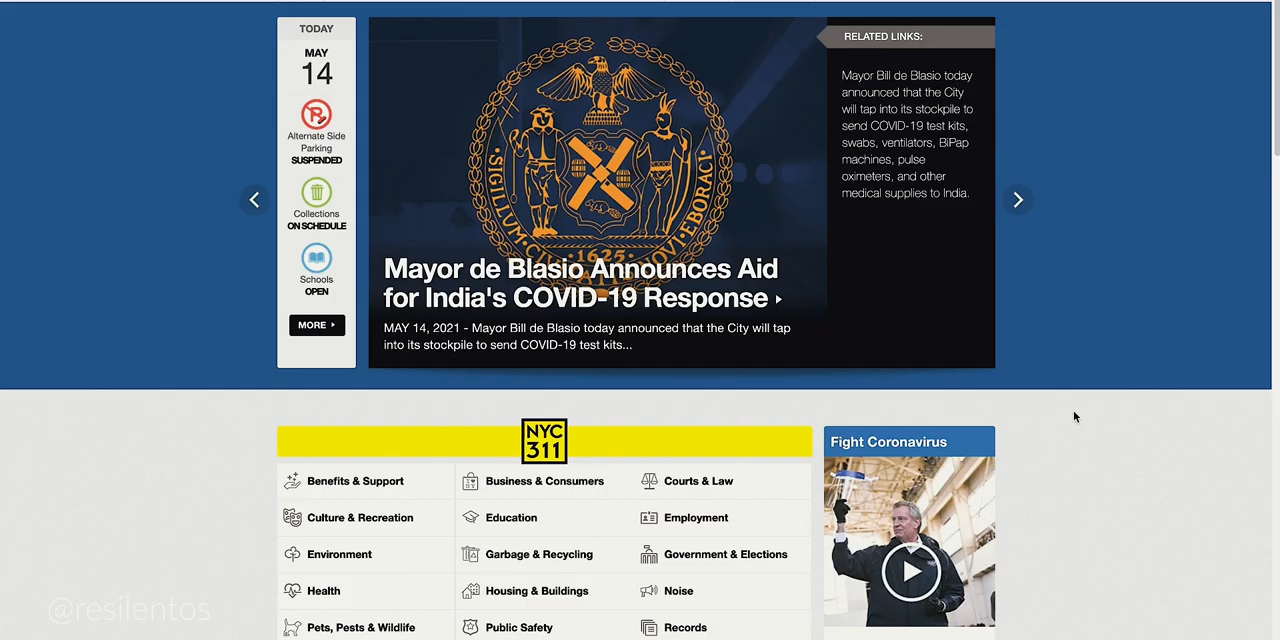 TODAY
MAY
14
Alternate Side
Parking
SUSPENDED
Collections
ON SCHEDULE
Schools
OPEN
MORE
SIGILLUM
NOVI EBORACI
1625
Mayor de Blasio Announces Aid
for India's COVID-19 Response
MAY 14, 2021 - Mayor Bill de Blasio today announced that the City will tap
into its stockpile to send COVID-19 test kits...
RELATED LINKS:
Mayor Bill de Blasio today
announced that the City
will tap into its stockpile to
send COVID-19 test kits,
swabs, ventilators, BiPap
machines, pulse
oximeters, and other
medical supplies to India.
NYC
311
Benefits & Support
Business & Consumers
Courts & Law
Culture & Recreation
Education
Employment
Environment
Garbage & Recycling
Government & Elections
Health
Housing & Buildings
Noise
Pets, Pests & Wildlife
Public Safety
Records
Fight Coronavirus
@resilentos